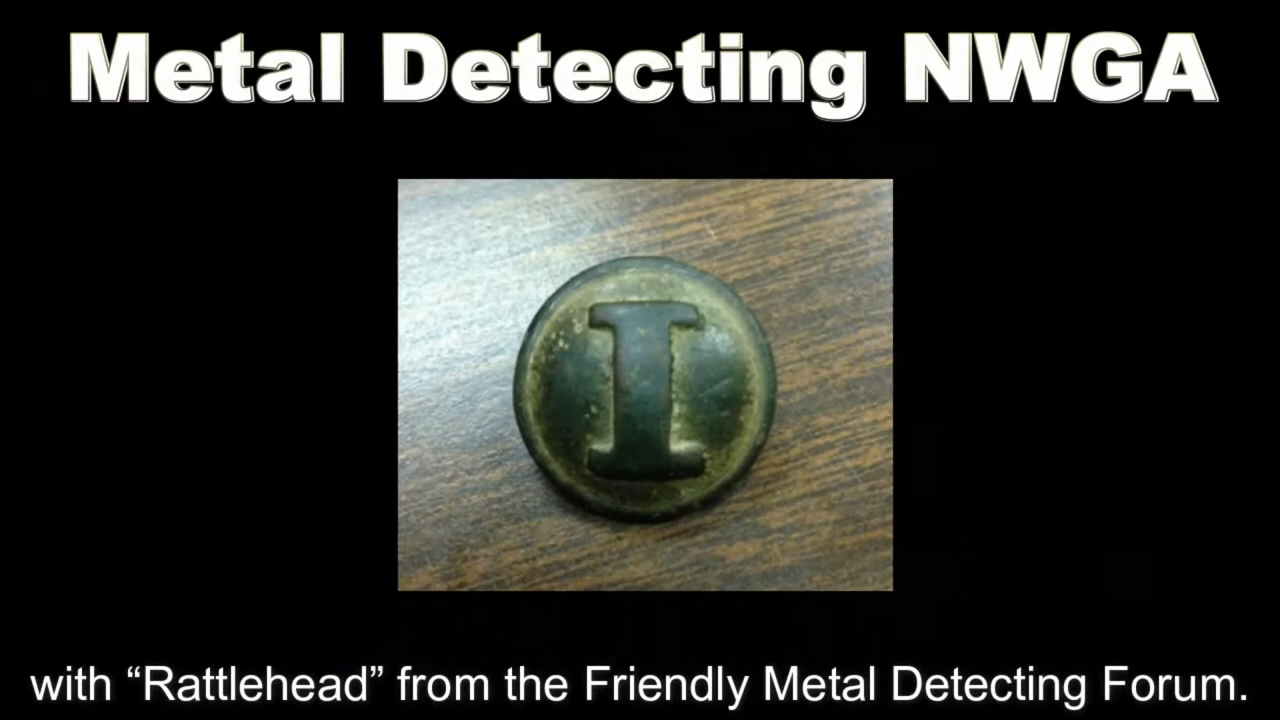 Metal Detecting NWGA
I
with “Rattlehead” from the Friendly Metal Detecting Forum.